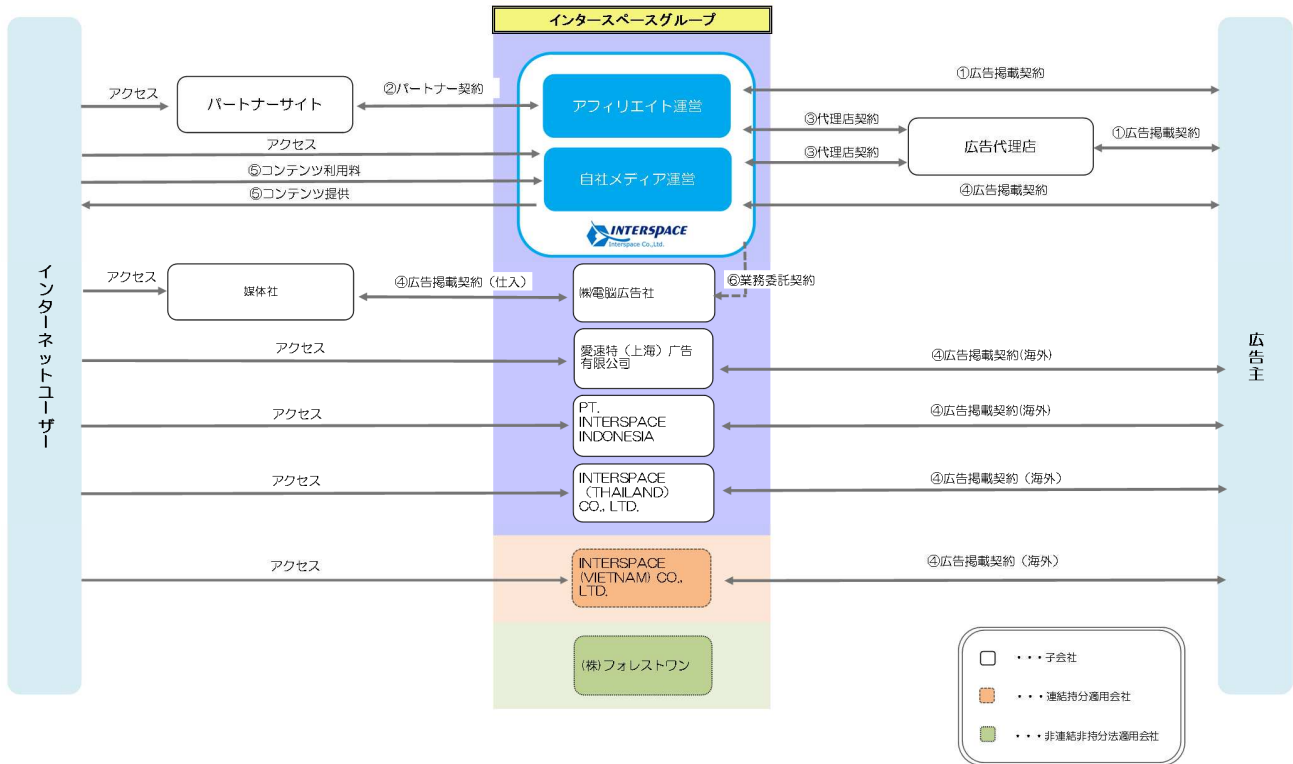 インタースペースグループ
インターネットユーザー
広告主
アクセス
パートナーサイト
②パートナー契約
アフィリエイト運営
①広告掲載契約
③代理店契約
広告代理店
①広告掲載契約
アクセス
③代理店契約
⑤コンテンツ利用料
自社メディア運営
⑤コンテンツ提供
④広告掲載契約
INTERSPACE
Interspace Co.,Ltd.
アクセス
媒体社
④広告掲載契約（仕入）
㈱電脳広告社
⑥業務委託契約
アクセス
愛速特（上海）广告
有限公司
④広告掲載契約(海外)
アクセス
PT.
INTERSPACE
INDONESIA
④広告掲載契約(海外)
アクセス
INTERSPACE
（THAILAND）
CO., LTD.
④広告掲載契約（海外）
アクセス
INTERSPACE
(VIETNAM) CO.,
LTD.
④広告掲載契約（海外）
(株)フォレストワン
・・・子会社
・・・連結持分適用会社
・・・非連結非持分法適用会社